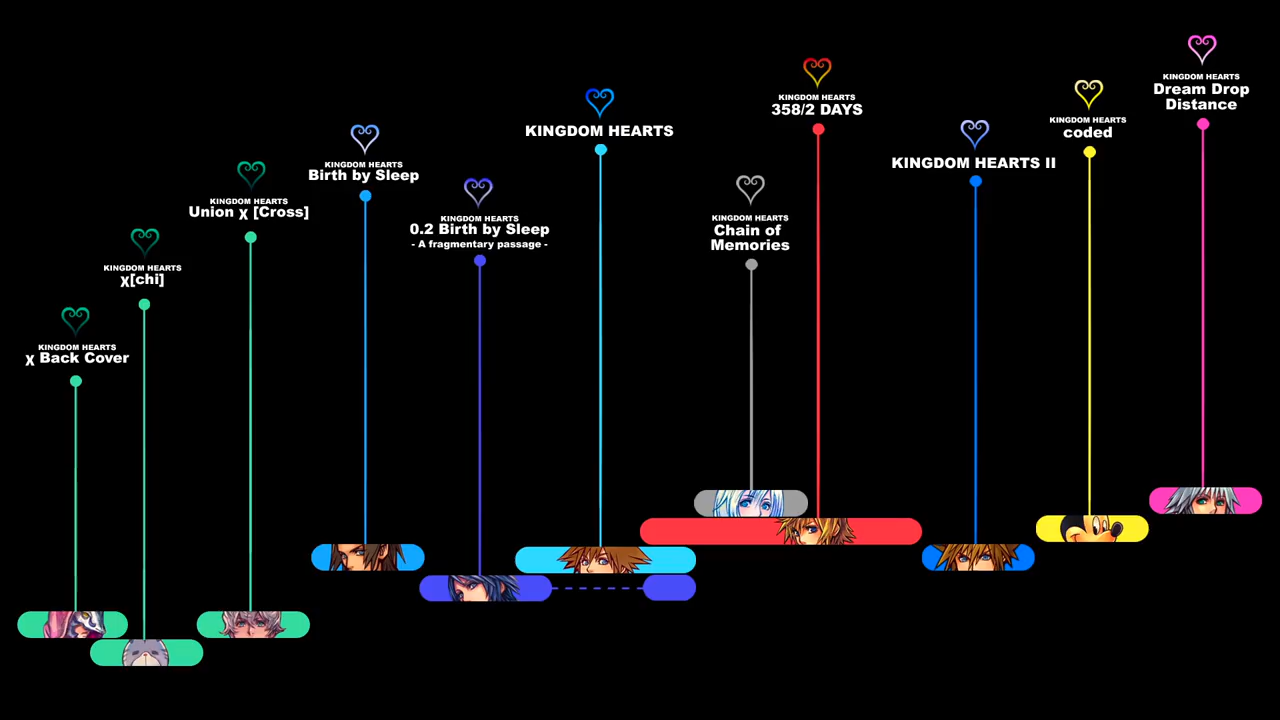 KINGDOM HEARTS
χ Back Cover
KINGDOM HEARTS
χ[chi]
KINGDOM HEARTS
Union χ [Cross]
KINGDOM HEARTS
Birth by Sleep
KINGDOM HEARTS
0.2 Birth by Sleep
- A fragmentary passage -
KINGDOM HEARTS
KINGDOM HEARTS
Chain of
Memories
KINGDOM HEARTS
358/2 DAYS
KINGDOM HEARTS II
KINGDOM HEARTS
coded
KINGDOM HEARTS
Dream Drop
Distance